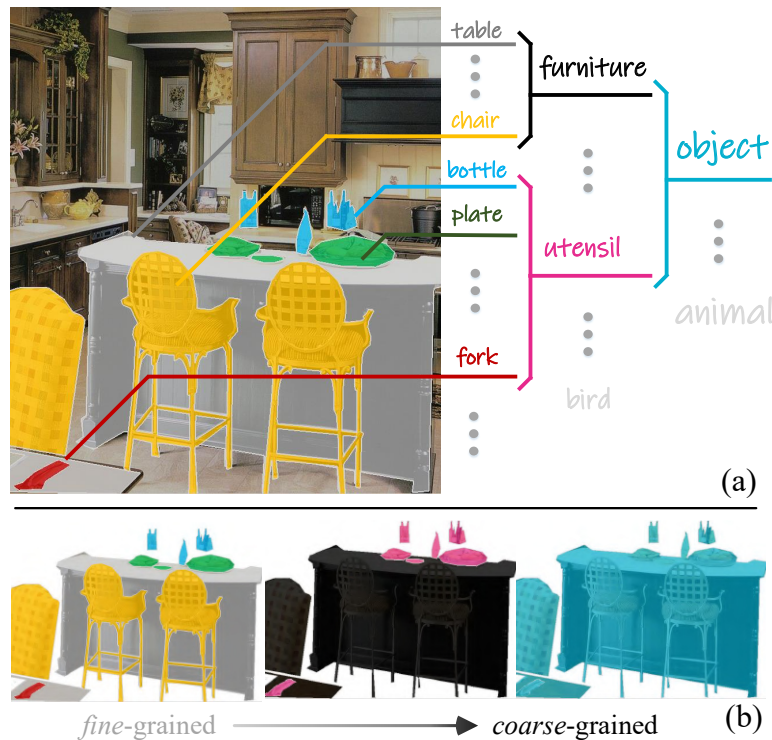 table
furniture
chair
object
bottle
plate
utensil
animal
fork
bird
(a)
(b)
fine-grained
coarse-grained